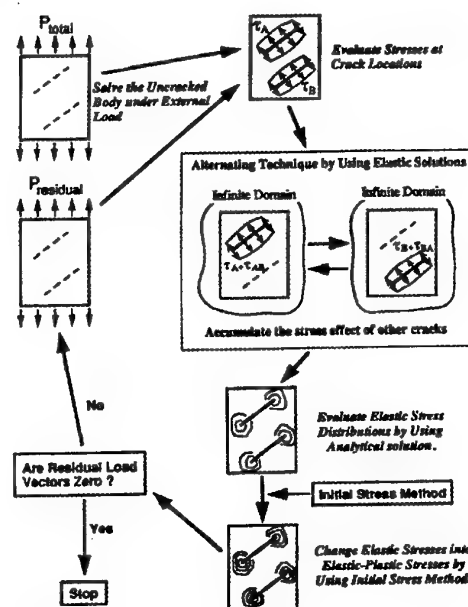 P_total
Solve the Uncracked
Body under External
Load
τ_A
τ_B
Evaluate Stresses at
Crack Locations
P_residual
Alternating Technique by Using Elastic Solutions
Infinite Domain
Infinite Domain
τ_A+τ_AB
τ_B+τ_BA
Accumulate the stress effect of other cracks
Evaluate Elastic Stress
Distributions by Using
Analytical solution.
Initial Stress Method
Change Elastic Stresses into
Elastic-Plastic Stresses by
Using Initial Stress Method
No
Are Residual Load
Vectors Zero ?
Yes
Stop